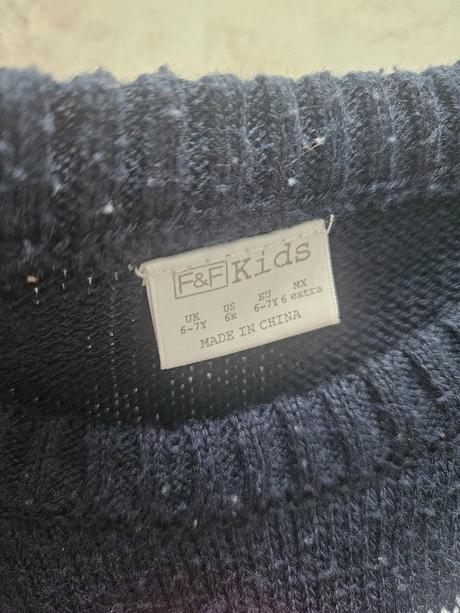 F&F Kids
UK US EU MX
6-7Y 6x 6-7Y 6 extra
MADE IN CHINA